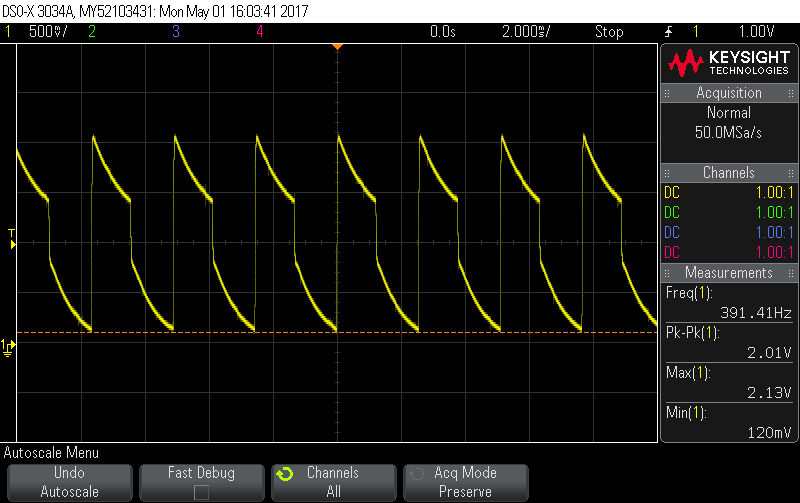 DSO-X 3034A, MY52103431: Mon May 01 16:03:41 2017
1 500mV/ 2 3 4 0.0s 2.000ms/ Stop 1 1.00V
KEYSIGHT
TECHNOLOGIES
Acquisition
Normal
50.0MSa/s
Channels
DC 1.00:1
DC 1.00:1
DC 1.00:1
DC 1.00:1
Measurements
Freq(1):
391.41Hz
Pk-Pk(1):
2.01V
Max(1):
2.13V
Min(1):
120mV
T
1
Autoscale Menu
Undo
Autoscale
Fast Debug
Channels
All
Acq Mode
Preserve